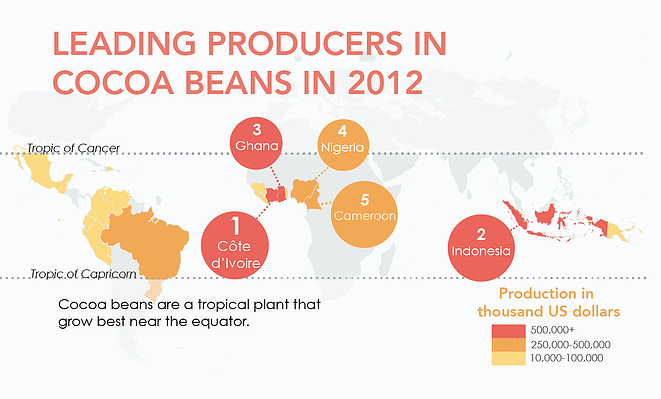 LEADING PRODUCERS IN
COCOA BEANS IN 2012
Tropic of Cancer
3
Ghana
4
Nigeria
5
Cameroon
1
Côte
d'Ivoire
2
Indonesia
Tropic of Capricorn
Cocoa beans are a tropical plant that
grow best near the equator.
Production in
thousand US dollars
500,000+
250,000-500,000
10,000-100,000